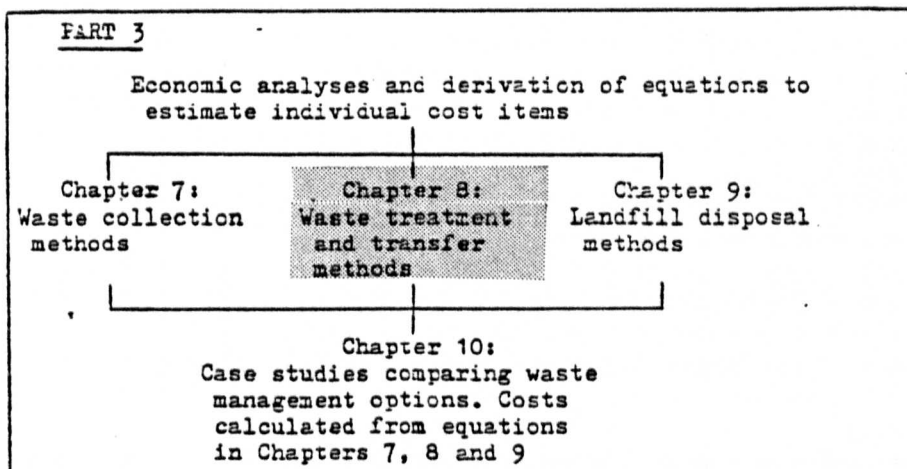 PART 3
Economic analyses and derivation of equations to
estimate individual cost items
Chapter 7:
Waste collection
methods
Chapter 8:
Waste treatment
and transfer
methods
Chapter 9:
Landfill disposal
methods
Chapter 10:
Case studies comparing waste
management options. Costs
calculated from equations
in Chapters 7, 8 and 9